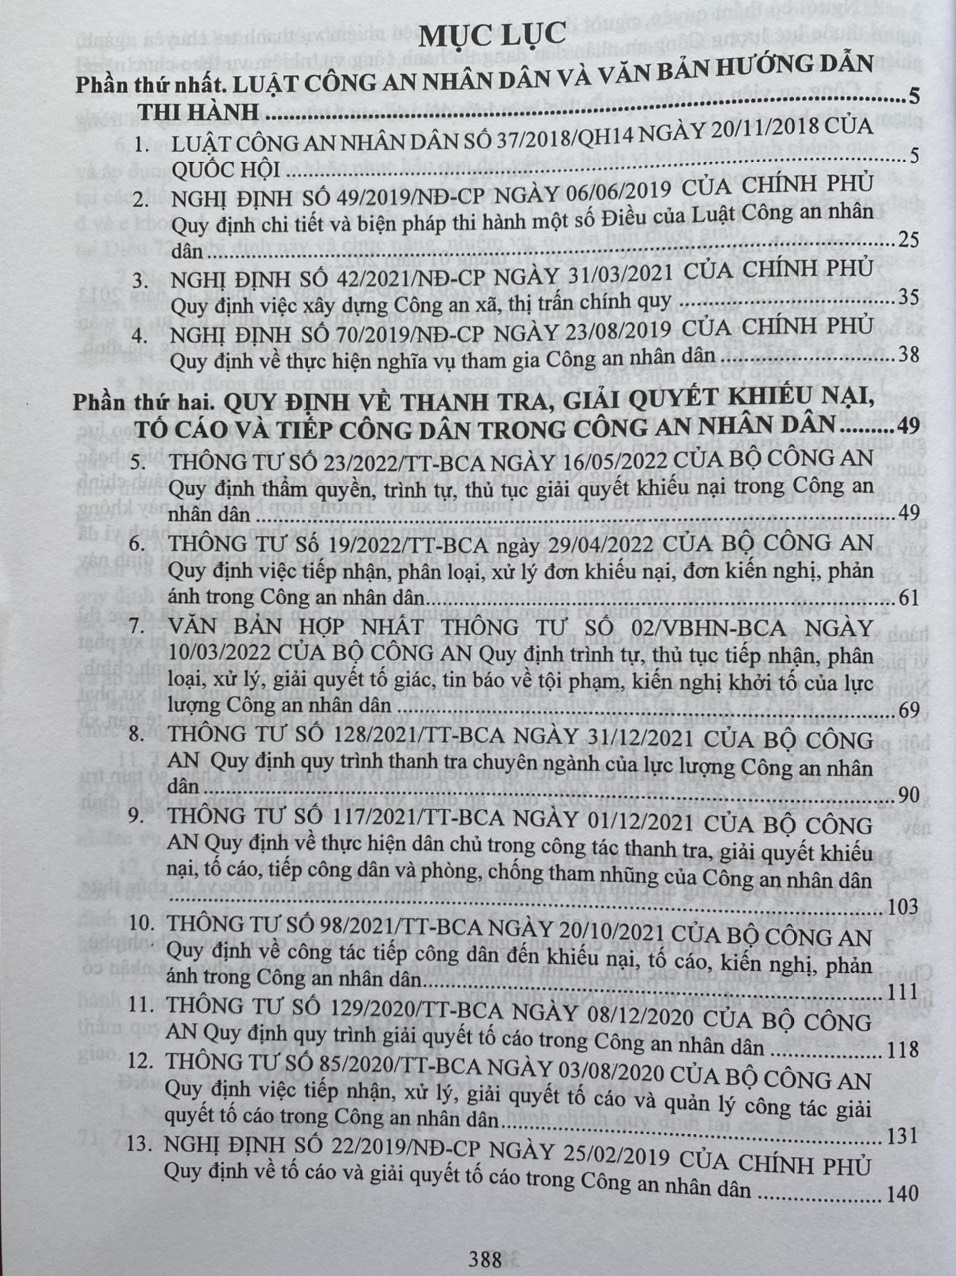 MỤC LỤC
Phần thứ nhất. LUẬT CÔNG AN NHÂN DÂN VÀ VĂN BẢN HƯỚNG DẪN
THI HÀNH ........ 5
1. LUẬT CÔNG AN NHÂN DÂN SỐ 37/2018/QH14 NGÀY 20/11/2018 CỦA
QUỐC HỘI ........ 5
2. NGHỊ ĐỊNH SỐ 49/2019/NĐ-CP NGÀY 06/06/2019 CỦA CHÍNH PHỦ
Quy định chi tiết và biện pháp thi hành một số Điều của Luật Công an nhân
dân ........ 25
3. NGHỊ ĐỊNH SỐ 42/2021/NĐ-CP NGÀY 31/03/2021 CỦA CHÍNH PHỦ
Quy định việc xây dựng Công an xã, thị trấn chính quy ........ 35
4. NGHỊ ĐỊNH SỐ 70/2019/NĐ-CP NGÀY 23/08/2019 CỦA CHÍNH PHỦ
Quy định về thực hiện nghĩa vụ tham gia Công an nhân dân ........ 38
Phần thứ hai. QUY ĐỊNH VỀ THANH TRA, GIẢI QUYẾT KHIẾU NẠI,
TỐ CÁO VÀ TIẾP CÔNG DÂN TRONG CÔNG AN NHÂN DÂN ........ 49
5. THÔNG TƯ SỐ 23/2022/TT-BCA NGÀY 16/05/2022 CỦA BỘ CÔNG AN
Quy định thẩm quyền, trình tự, thủ tục giải quyết khiếu nại trong Công an
nhân dân ........ 49
6. THÔNG TƯ Số 19/2022/TT-BCA ngày 29/04/2022 CỦA BỘ CÔNG AN
Quy định việc tiếp nhận, phân loại, xử lý đơn khiếu nại, đơn kiến nghị, phản
ánh trong Công an nhân dân ........ 61
7. VĂN BẢN HỢP NHẤT THÔNG TƯ SỐ 02/VBHN-BCA NGÀY
10/03/2022 CỦA BỘ CÔNG AN Quy định trình tự, thủ tục tiếp nhận, phân
loại, xử lý, giải quyết tố giác, tin báo về tội phạm, kiến nghị khởi tố của lực
lượng Công an nhân dân ........ 69
8. THÔNG TƯ SỐ 128/2021/TT-BCA NGÀY 31/12/2021 CỦA BỘ CÔNG
AN Quy định quy trình thanh tra chuyên ngành của lực lượng Công an nhân
dân ........ 90
9. THÔNG TƯ SỐ 117/2021/TT-BCA NGÀY 01/12/2021 CỦA BỘ CÔNG
AN Quy định về thực hiện dân chủ trong công tác thanh tra, giải quyết khiếu
nại, tố cáo, tiếp công dân và phòng, chống tham nhũng của Công an nhân dân
........ 103
10. THÔNG TƯ SỐ 98/2021/TT-BCA NGÀY 20/10/2021 CỦA BỘ CÔNG AN
Quy định về công tác tiếp công dân đến khiếu nại, tố cáo, kiến nghị, phản
ánh trong Công an nhân dân ........ 111
11. THÔNG TƯ SỐ 129/2020/TT-BCA NGÀY 08/12/2020 CỦA BỘ CÔNG
AN Quy định quy trình giải quyết tố cáo trong Công an nhân dân ........ 118
12. THÔNG TƯ SỐ 85/2020/TT-BCA NGÀY 03/08/2020 CỦA BỘ CÔNG AN
Quy định việc tiếp nhận, xử lý, giải quyết tố cáo và quản lý công tác giải
quyết tố cáo trong Công an nhân dân ........ 131
13. NGHỊ ĐỊNH SỐ 22/2019/NĐ-CP NGÀY 25/02/2019 CỦA CHÍNH PHỦ
Quy định về tố cáo và giải quyết tố cáo trong Công an nhân dân ........ 140
388